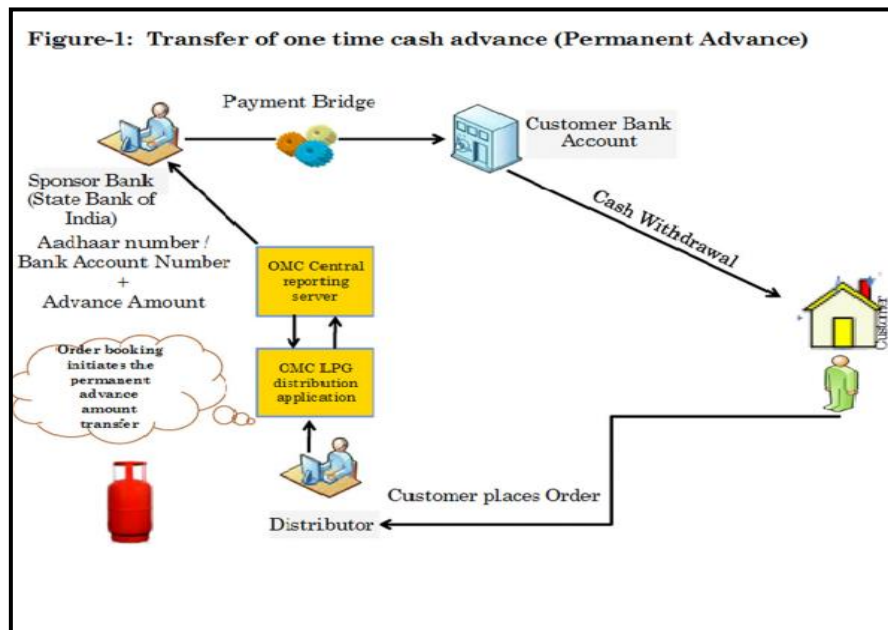 Figure-1: Transfer of one time cash advance (Permanent Advance)
Payment Bridge
Customer Bank
Account
Sponsor Bank
(State Bank of
India)
Aadhaar number /
Bank Account Number
+
Advance Amount
Cash Withdrawal
OMC Central
reporting
server
Customer
Order booking
initiates the
permanent
advance
amount
transfer
OMC LPG
distribution
application
Customer places Order
Distributor